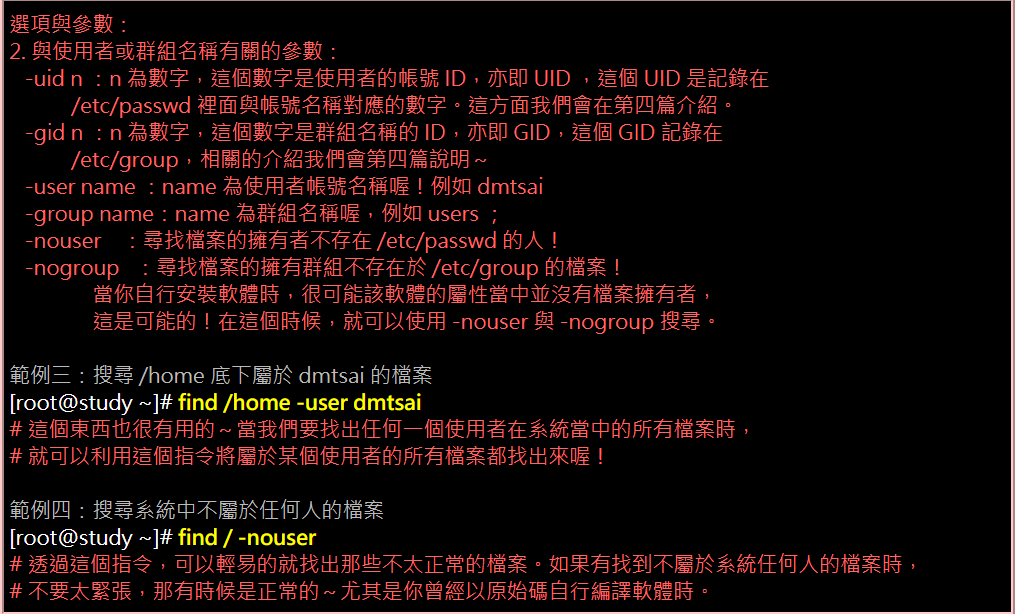 選項與參數：
2. 與使用者或群組名稱有關的參數：
-uid n ：n 為數字，這個數字是使用者的帳號 ID，亦即 UID ，這個 UID 是記錄在
/etc/passwd 裡面與帳號名稱對應的數字。這方面我們會在第四篇介紹。
-gid n ：n 為數字，這個數字是群組名稱的 ID，亦即 GID，這個 GID 記錄在
/etc/group，相關的介紹我們會第四篇說明～
-user name ：name 為使用者帳號名稱喔！例如 dmtsai
-group name：name 為群組名稱喔，例如 users ；
-nouser ：尋找檔案的擁有者不存在 /etc/passwd 的人！
-nogroup ：尋找檔案的擁有群組不存在於 /etc/group 的檔案！
當你自行安裝軟體時，很可能該軟體的屬性當中並沒有檔案擁有者，
這是可能的！在這個時候，就可以使用 -nouser 與 -nogroup 搜尋。
範例三：搜尋 /home 底下屬於 dmtsai 的檔案
[root@study ~]# find /home -user dmtsai
# 這個東西也很有用的～當我們要找出任何一個使用者在系統當中的所有檔案時，
# 就可以利用這個指令將屬於某個使用者的所有檔案都找出來喔！
範例四：搜尋系統中不屬於任何人的檔案
[root@study ~]# find / -nouser
# 透過這個指令，可以輕易的就找出那些不太正常的檔案。如果有找到不屬於系統任何人的檔案時，
# 不要太緊張，那有時候是正常的～尤其是你曾經以原始碼自行編譯軟體時。